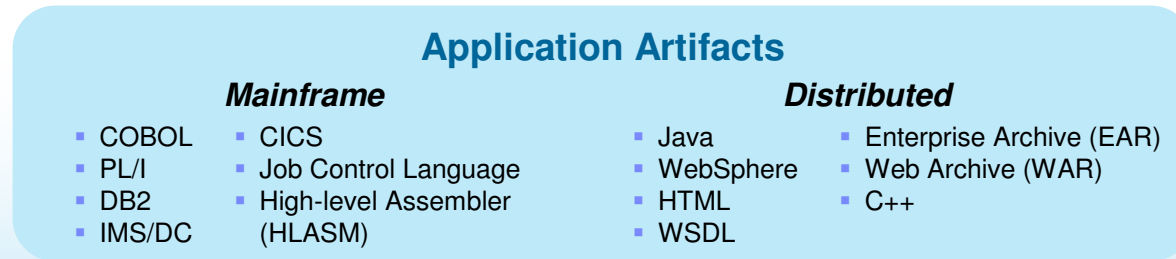 Application Artifacts
Mainframe
▪ COBOL
▪ PL/I
▪ DB2
▪ IMS/DC
▪ CICS
▪ Job Control Language
▪ High-level Assembler
(HLASM)
Distributed
▪ Java
▪ WebSphere
▪ HTML
▪ WSDL
▪ Enterprise Archive (EAR)
▪ Web Archive (WAR)
▪ C++